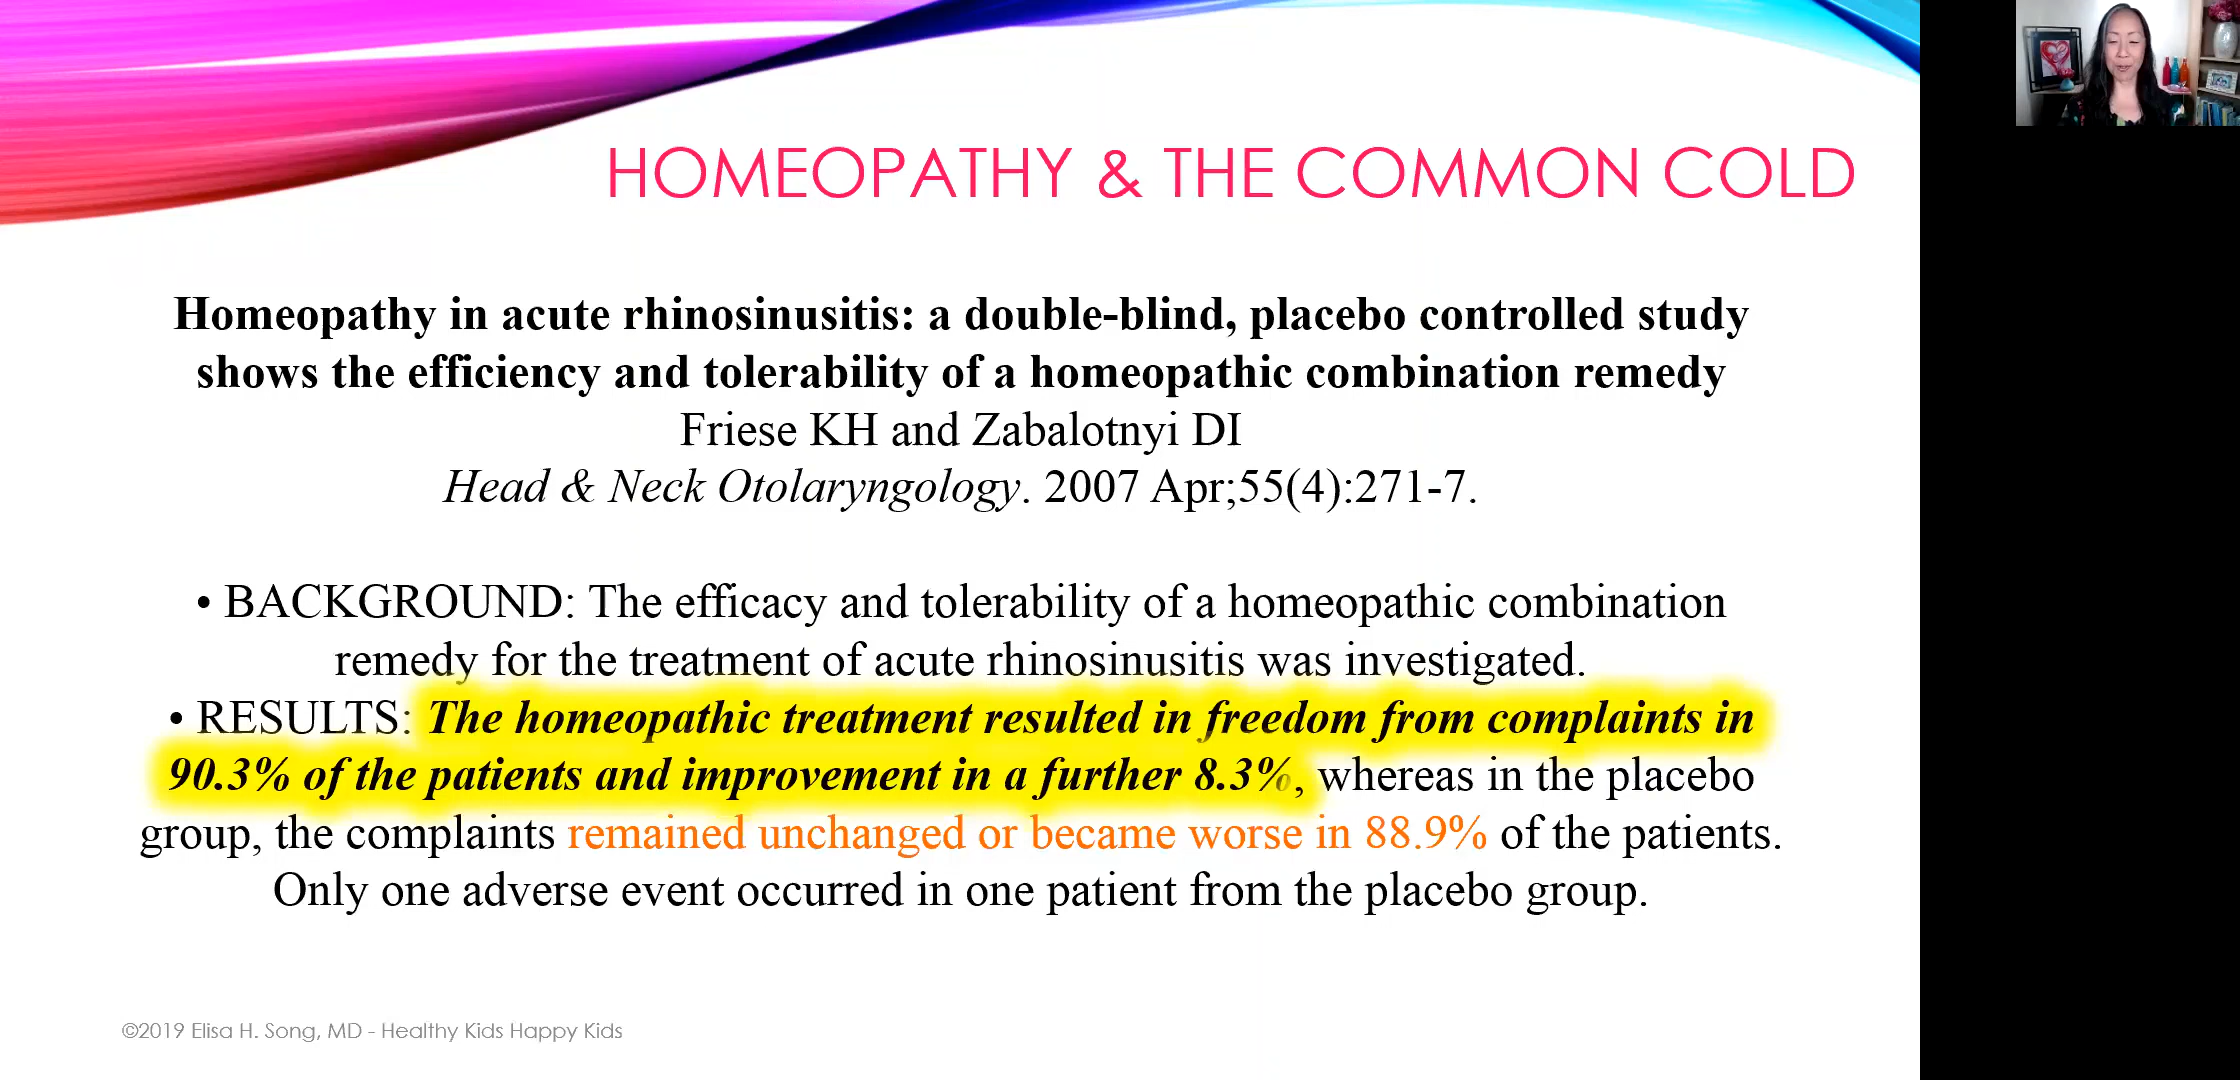 HOMEOPATHY & THE COMMON COLD
Homeopathy in acute rhinosinusitis: a double-blind, placebo controlled study
shows the efficiency and tolerability of a homeopathic combination remedy
Friese KH and Zabalotnyi DI
Head & Neck Otolaryngology. 2007 Apr;55(4):271-7.
• BACKGROUND: The efficacy and tolerability of a homeopathic combination
remedy for the treatment of acute rhinosinusitis was investigated.
• RESULTS: The homeopathic treatment resulted in freedom from complaints in
90.3% of the patients and improvement in a further 8.3%, whereas in the placebo
group, the complaints remained unchanged or became worse in 88.9% of the patients.
Only one adverse event occurred in one patient from the placebo group.
©2019 Elisa H. Song, MD - Healthy Kids Happy Kids